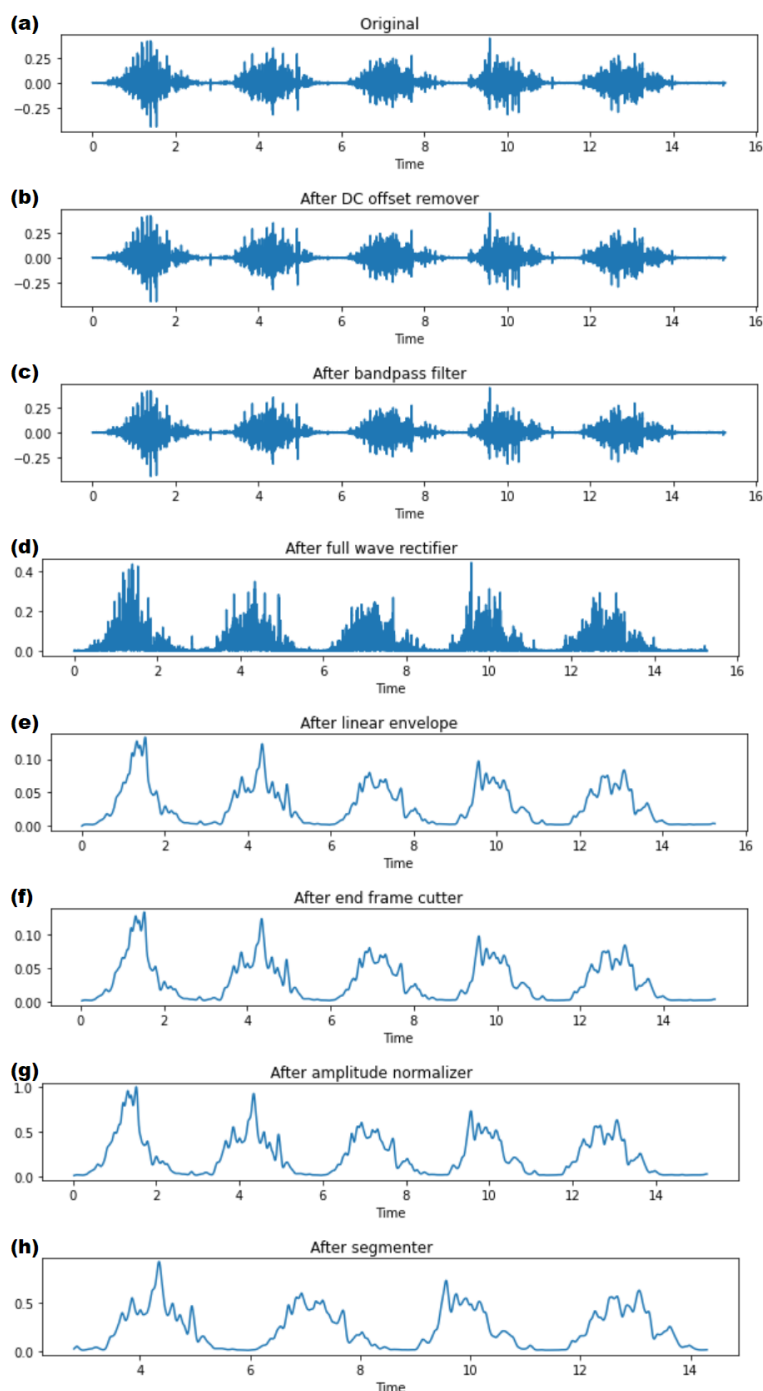 (a) Original
0.25
0.00
−0.25
0 2 4 6 8 10 12 14 16
Time
(b) After DC offset remover
0.25
0.00
−0.25
0 2 4 6 8 10 12 14 16
Time
(c) After bandpass filter
0.25
0.00
−0.25
0 2 4 6 8 10 12 14 16
Time
(d) After full wave rectifier
0.4
0.2
0.0
0 2 4 6 8 10 12 14 16
Time
(e) After linear envelope
0.10
0.05
0.00
0 2 4 6 8 10 12 14 16
Time
(f) After end frame cutter
0.10
0.05
0.00
0 2 4 6 8 10 12 14
Time
(g) After amplitude normalizer
1.0
0.5
0.0
0 2 4 6 8 10 12 14
Time
(h) After segmenter
0.5
0.0
4 6 8 10 12 14
Time